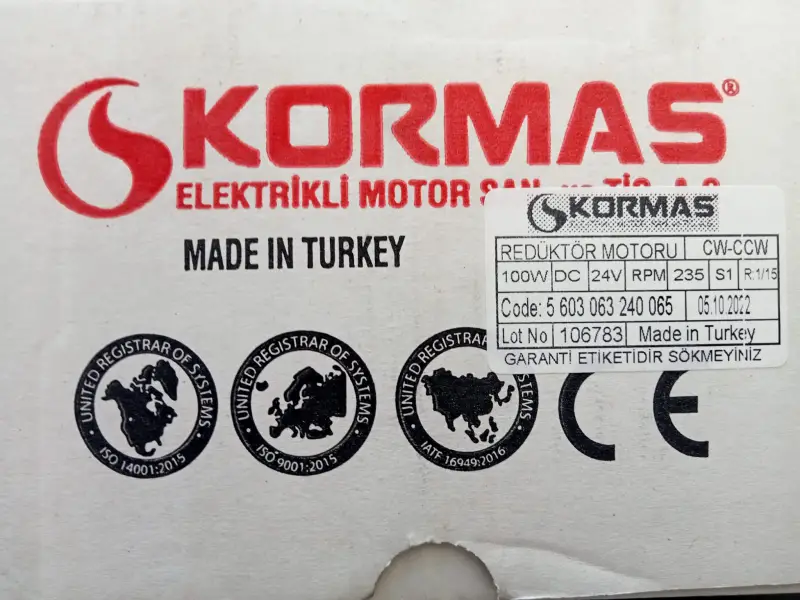 KORMAS®
ELEKTRİKLİ MOTOR SAN. ve TİC. A.Ş.
MADE IN TURKEY
KORMAS
REDÜKTÖR MOTORU CW-CCW
100W DC 24V RPM 235 S1 R:1/15
Code: 5 603 063 240 065 05.10.2022
Lot No 106783 Made in Turkey
GARANTİ ETİKETİDİR SÖKMEYİNİZ
UNITED REGISTRAR OF SYSTEMS
ISO 14001:2015
UNITED REGISTRAR OF SYSTEMS
ISO 9001:2015
UNITED REGISTRAR SYSTEMS
IATF 16949:2016
CE